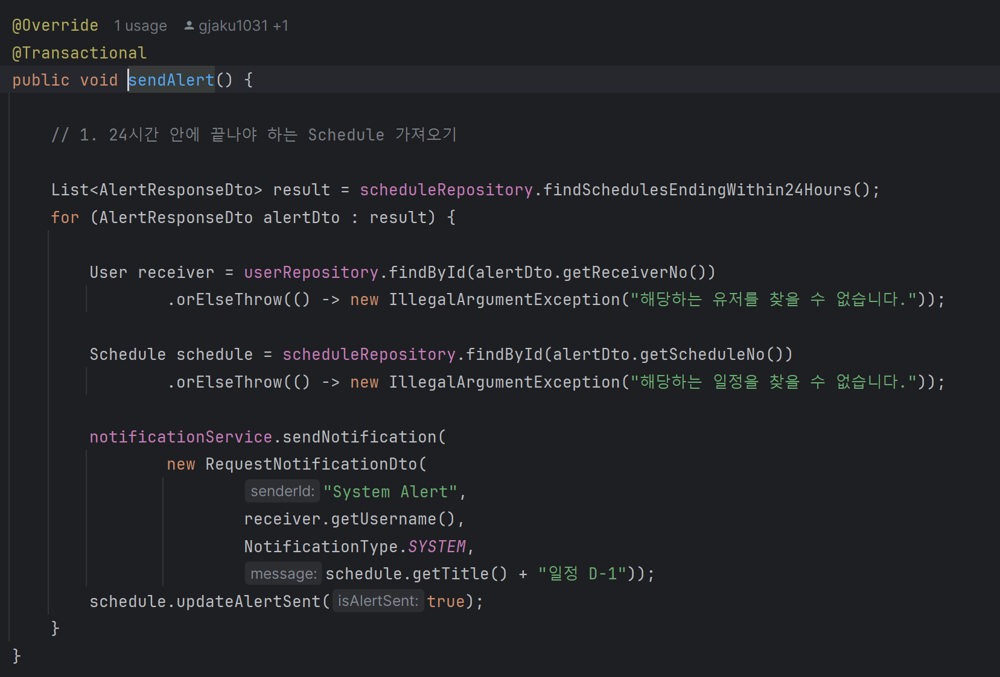 @Override 1 usage gjaku1031 +1
@Transactional
public void sendAlert() {
// 1. 24시간 안에 끝나야 하는 Schedule 가져오기
List<AlertResponseDto> result = scheduleRepository.findSchedulesEndingWithin24Hours();
for (AlertResponseDto alertDto : result) {
User receiver = userRepository.findById(alertDto.getReceiverNo())
.orElseThrow(() -> new IllegalArgumentException("해당하는 유저를 찾을 수 없습니다."));
Schedule schedule = scheduleRepository.findById(alertDto.getScheduleNo())
.orElseThrow(() -> new IllegalArgumentException("해당하는 일정을 찾을 수 없습니다."));
notificationService.sendNotification(
new RequestNotificationDto(
senderId: "System Alert",
receiver.getUsername(),
NotificationType.SYSTEM,
message: schedule.getTitle() + "일정 D-1"));
schedule.updateAlertSent( isAlertSent: true);
}
}